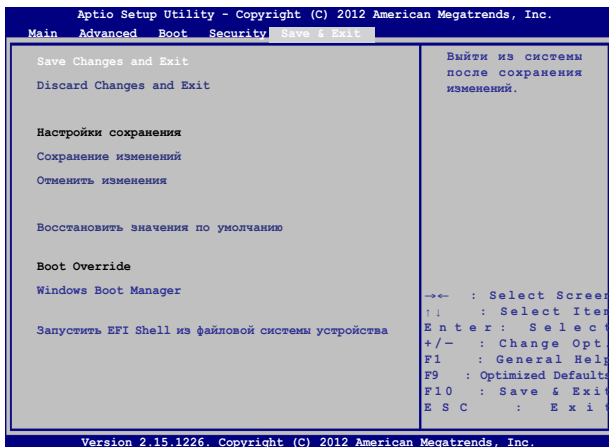 Aptio Setup Utility - Copyright (C) 2012 American Megatrends, Inc.
Main Advanced Boot Security Save & Exit
Save Changes and Exit
Discard Changes and Exit
Настройки сохранения
Сохранение изменений
Отменить изменения
Восстановить значения по умолчанию
Boot Override
Windows Boot Manager
Запустить EFI Shell из файловой системы устройства
Выйти из системы
после сохранения
изменений.
→← : Select Screen
↑↓ : Select Item
Enter: Select
+/— : Change Opt.
F1 : General Help
F9 : Optimized Defaults
F10 : Save & Exit
ESC : Exit
Version 2.15.1226. Copyright (C) 2012 American Megatrends, Inc.